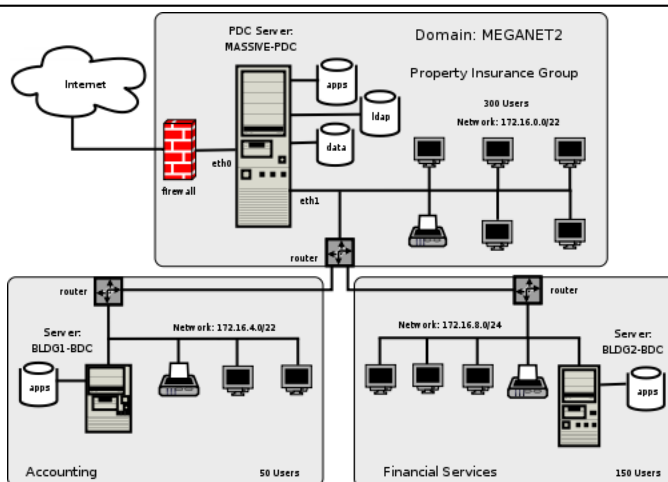 PDC Server:
MASSIVE-PDC
Domain: MEGANET2
Property Insurance Group
300 Users
Network: 172.16.0.0/22
Internet
apps
ldap
data
firewall
eth0
eth1
router
router
Network: 172.16.4.0/22
Server:
BLDG1-BDC
apps
Accounting
50 Users
router
Network: 172.16.8.0/24
Server:
BLDG2-BDC
apps
Financial Services
150 Users